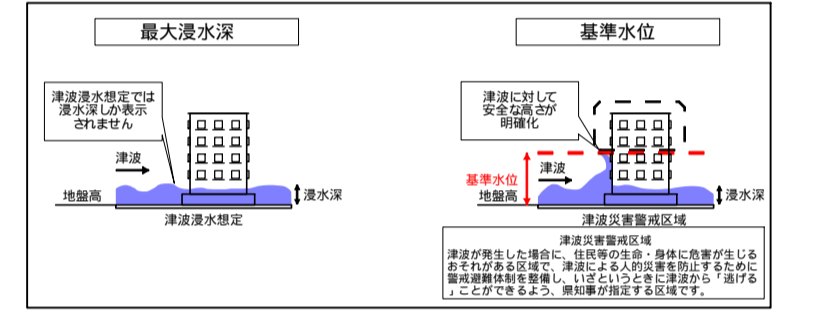 最大浸水深
津波浸水想定では
浸水深しか表示
されません
津波
地盤高
浸水深
津波浸水想定
基準水位
津波に対して
安全な高さが
明確化
津波
基準水位
地盤高
浸水深
津波災害警戒区域
津波災害警戒区域
津波が発生した場合に、住民等の生命・身体に危害が生じる
おそれがある区域で、津波による人的災害を防止するために
警戒避難体制を整備し、いざというときに津波から「逃げる
」ことができるよう、県知事が指定する区域です。